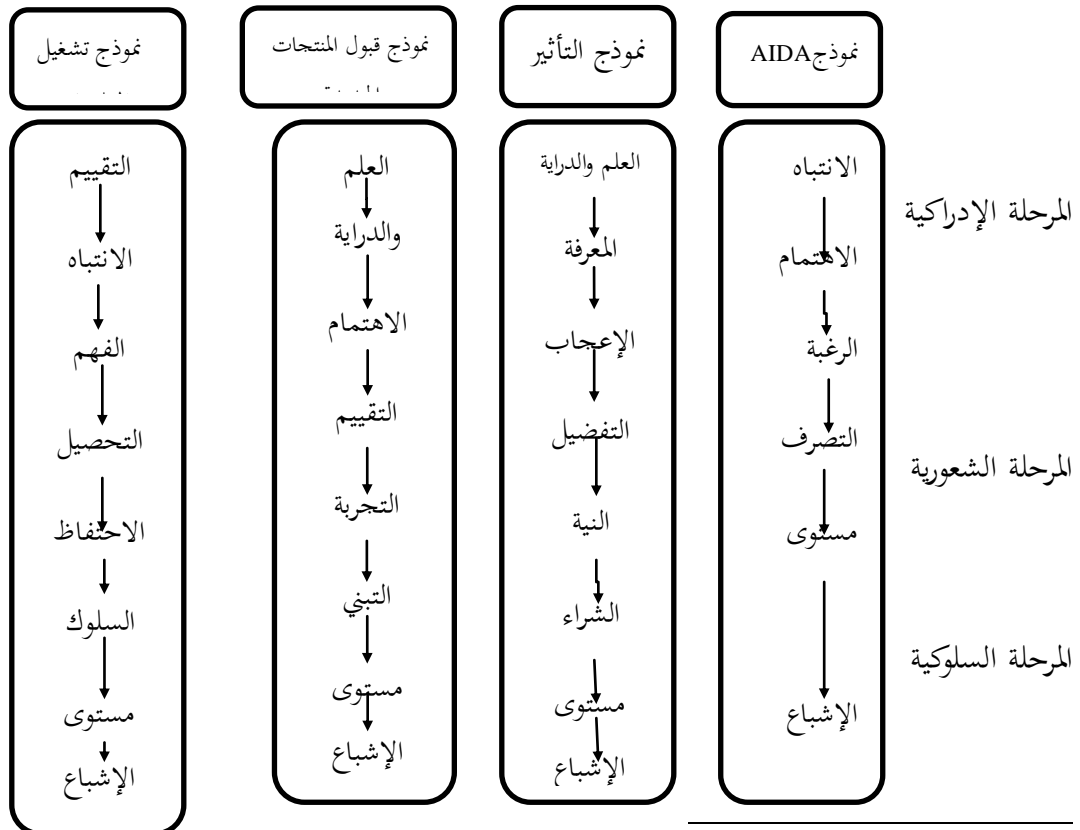 نموذجAIDA
نموذج التأثير
نموذج قبول المنتجات
نموذج تشغيل
المرحلة الإدراكية
المرحلة الشعورية
المرحلة السلوكية
الانتباه
الاهتمام
الرغبة
التصرف
مستوى
الإشباع
العلم والدراية
المعرفة
الإعجاب
التفضيل
النية
الشراء
مستوى
الإشباع
العلم
والدراية
الاهتمام
التقييم
التجربة
التبني
مستوى
الإشباع
التقييم
الانتباه
الفهم
التحصيل
الاحتفاظ
السلوك
مستوى
الإشباع